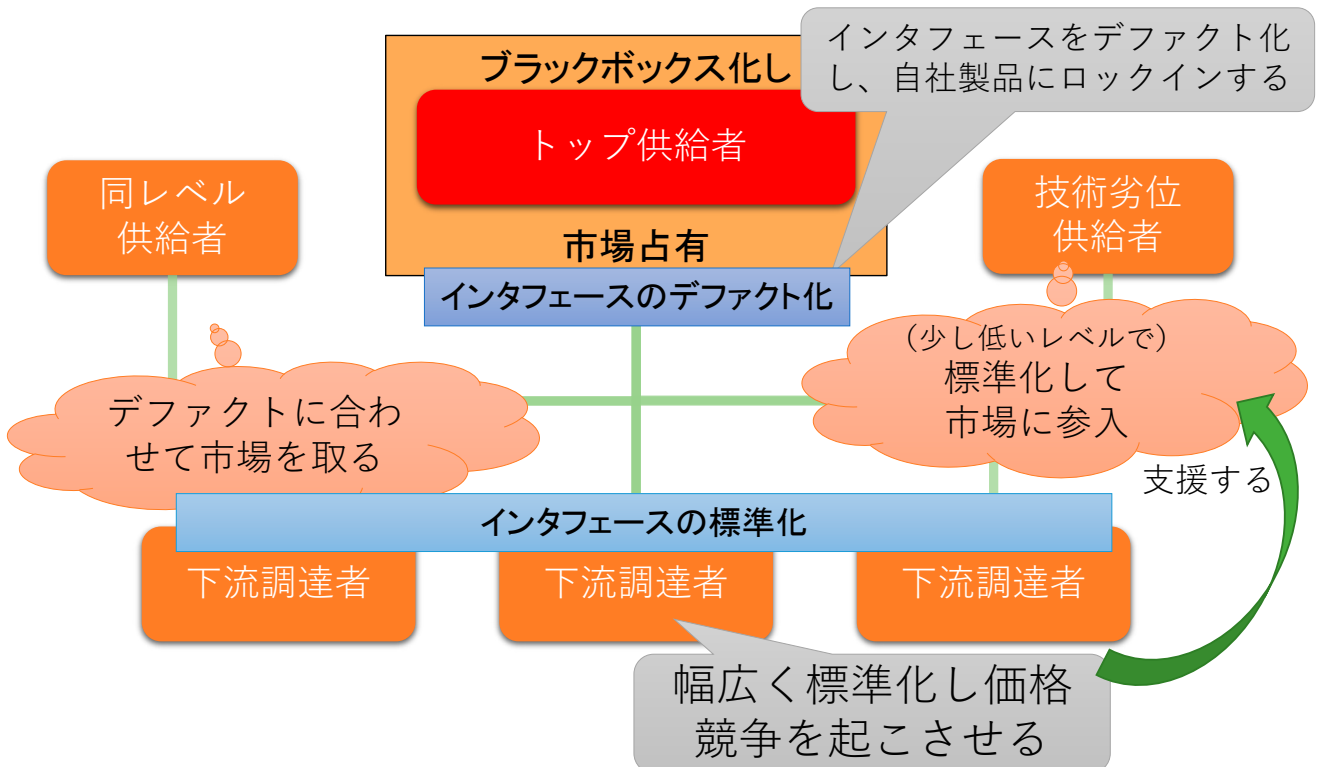 インタフェースをデファクト化
し、自社製品にロックインする
ブラックボックス化し
トップ供給者
市場占有
インタフェースのデファクト化
同レベル
供給者
技術劣位
供給者
デファクトに合わ
せて市場を取る
（少し低いレベルで）
標準化して
市場に参入
支援する
インタフェースの標準化
下流調達者
下流調達者
下流調達者
幅広く標準化し価格
競争を起こさせる